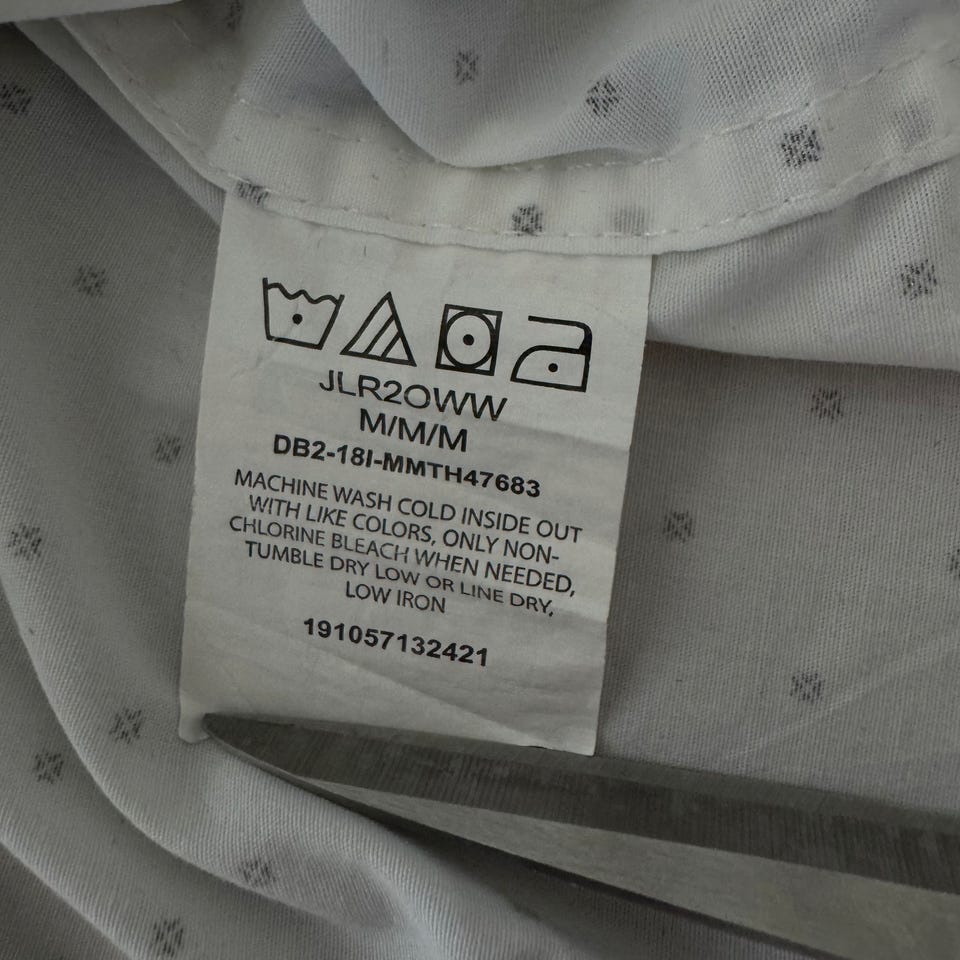 JLR2OWW
M/M/M
DB2-18I-MMTH47683
MACHINE WASH COLD INSIDE OUT
WITH LIKE COLORS, ONLY NON-
CHLORINE BLEACH WHEN NEEDED,
TUMBLE DRY LOW OR LINE DRY,
LOW IRON
191057132421